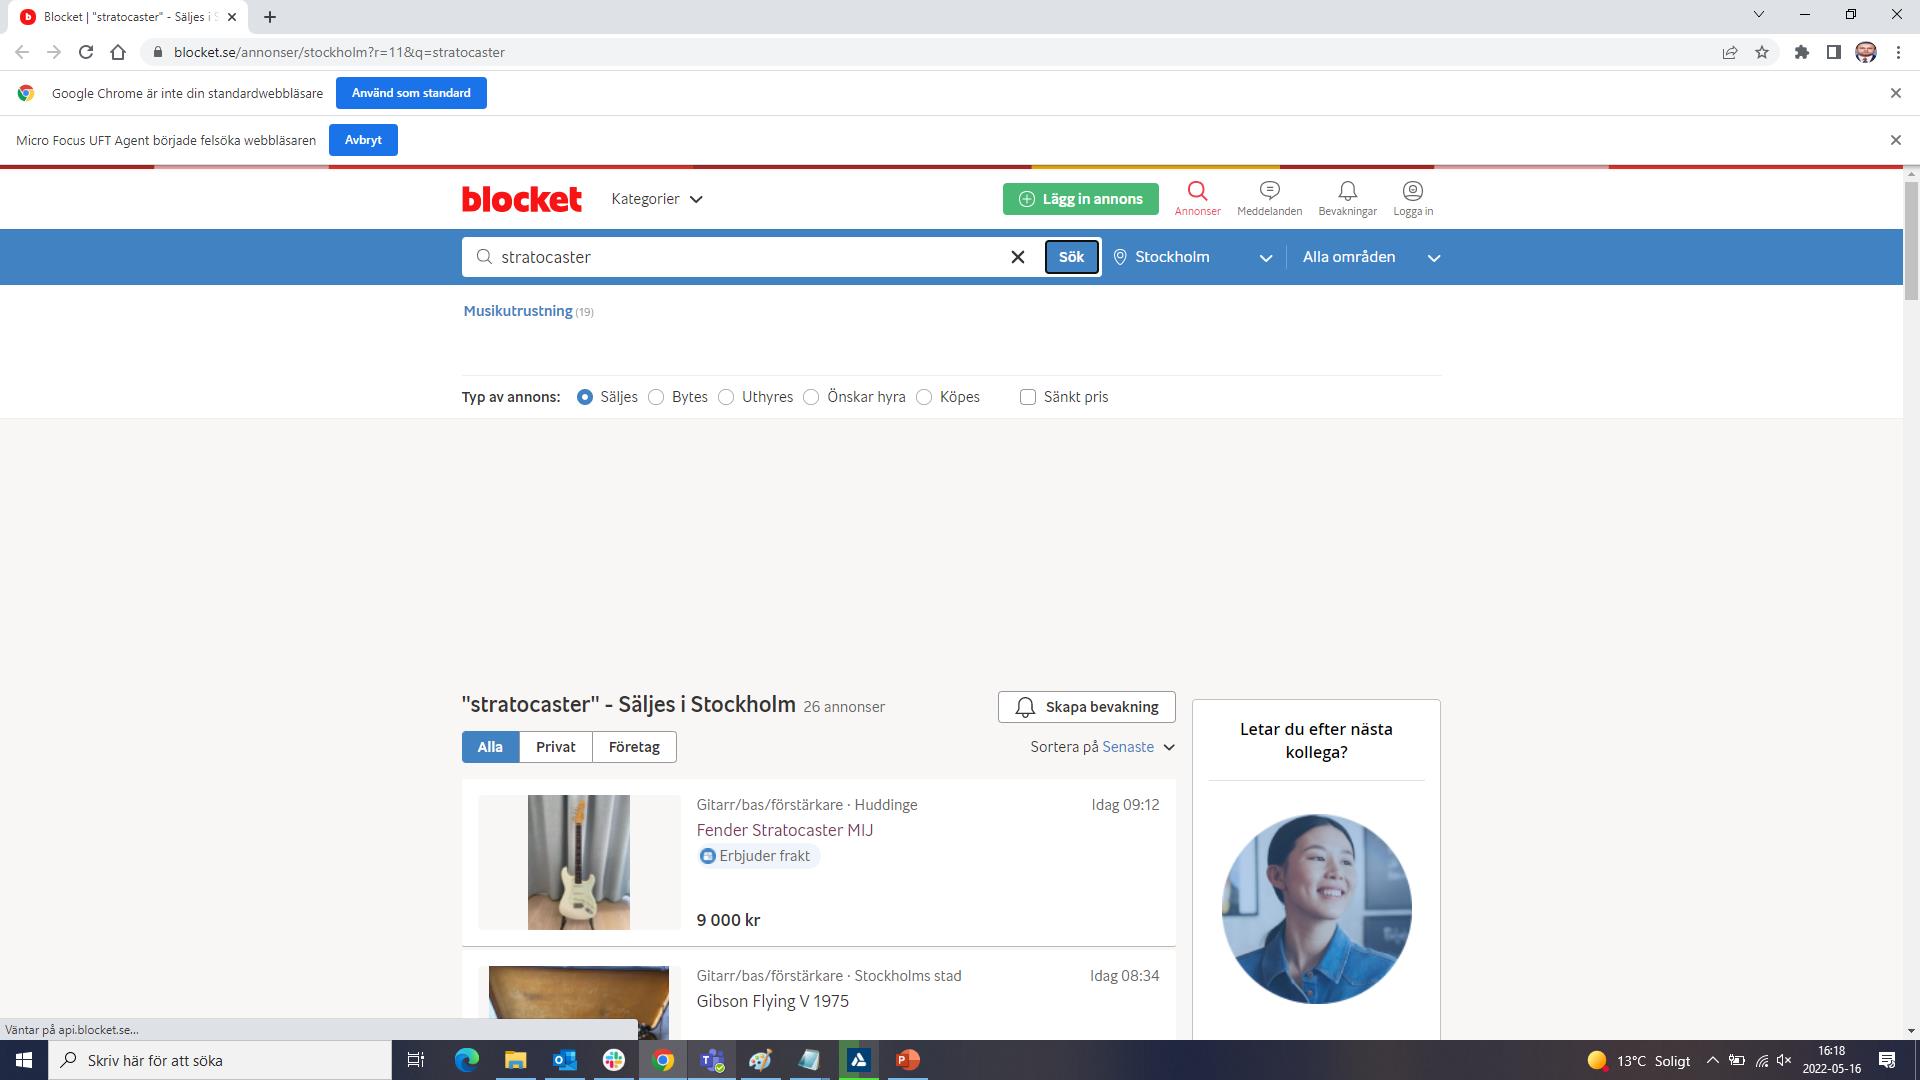 Blocket | "stratocaster" - Säljes i S
blocket.se/annonser/stockholm?r=11&q=stratocaster
Google Chrome är inte din standardwebbläsare
Använd som standard
Micro Focus UFT Agent började felsöka webbläsaren
Avbryt
blocket
Kategorier
Lägg in annons
Annonser
Meddelanden
Bevakningar
Logga in
stratocaster
Sök
Stockholm
Alla områden
Musikutrustning (19)
Typ av annons:
Säljes
Bytes
Uthyres
Önskar hyra
Köpes
Sänkt pris
"stratocaster" - Säljes i Stockholm 26 annonser
Skapa bevakning
Alla
Privat
Företag
Sortera på Senaste
Gitarr/bas/förstärkare · Huddinge
Idag 09:12
Fender Stratocaster MIJ
Erbjuder frakt
9 000 kr
Gitarr/bas/förstärkare · Stockholms stad
Idag 08:34
Gibson Flying V 1975
Letar du efter nästa
kollega?
Väntar på api.blocket.se...
Skriv här för att söka
13°C Soligt
16:18
2022-05-16